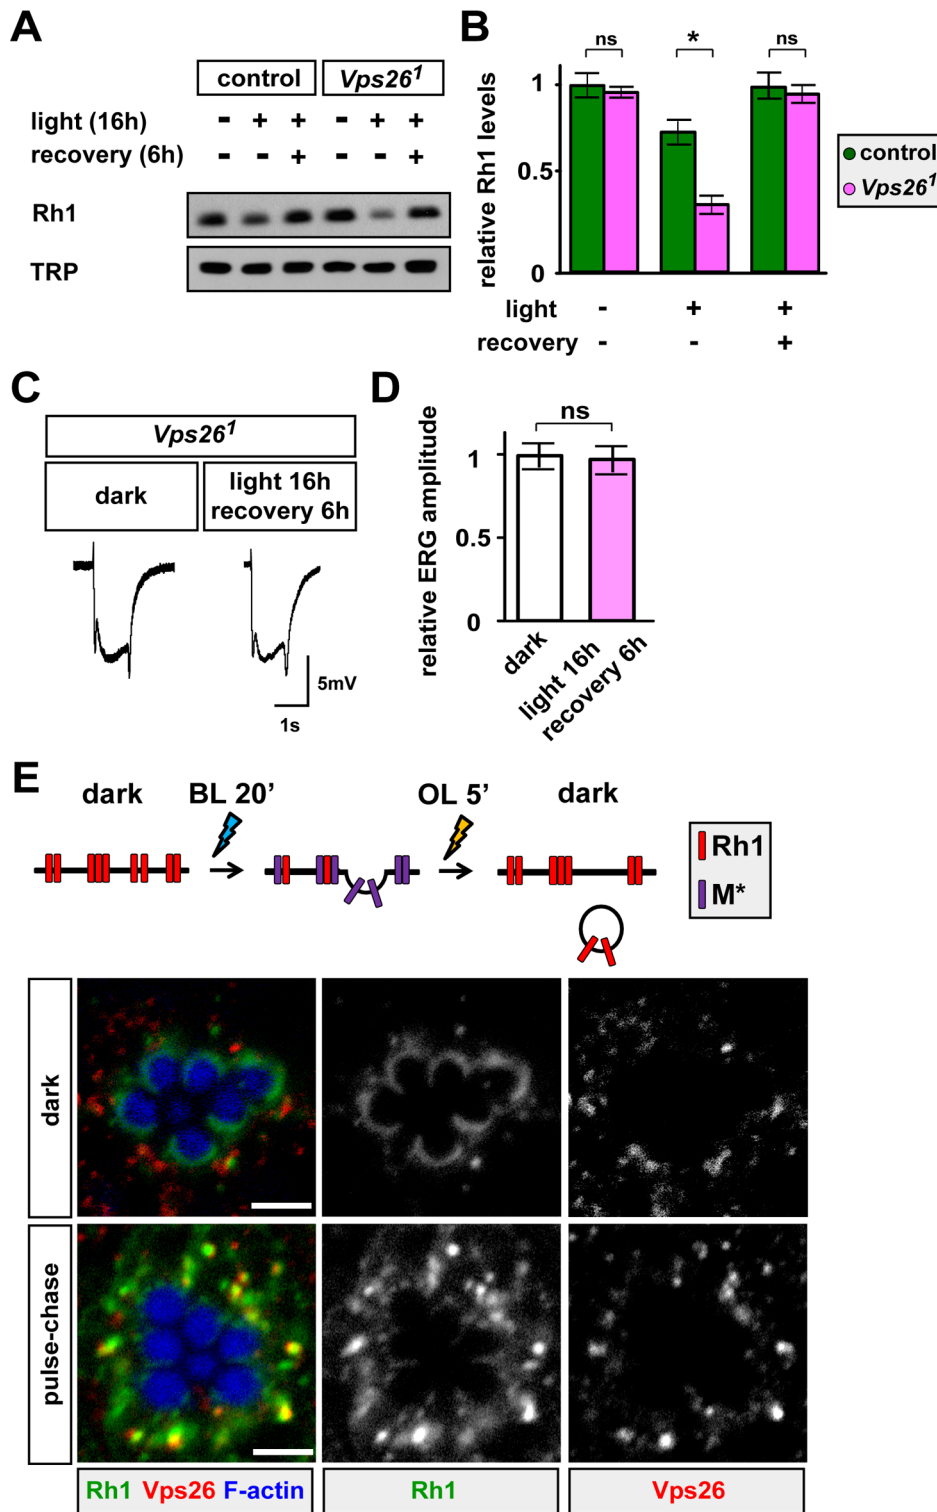 A
control Vps26¹
light (16h) - + + - + +
recovery (6h) - - + - - +
Rh1
TRP
B
ns * ns
relative Rh1 levels
1
0.5
0
control
Vps26¹
light - + +
recovery - - +
C
Vps26¹
dark
light 16h
recovery 6h
5mV
1s
D
ns
relative ERG amplitude
1
0.5
0
dark
light 16h
recovery 6h
E
dark BL 20' OL 5' dark
Rh1
M*
dark
pulse-chase
Rh1 Vps26 F-actin
Rh1
Vps26